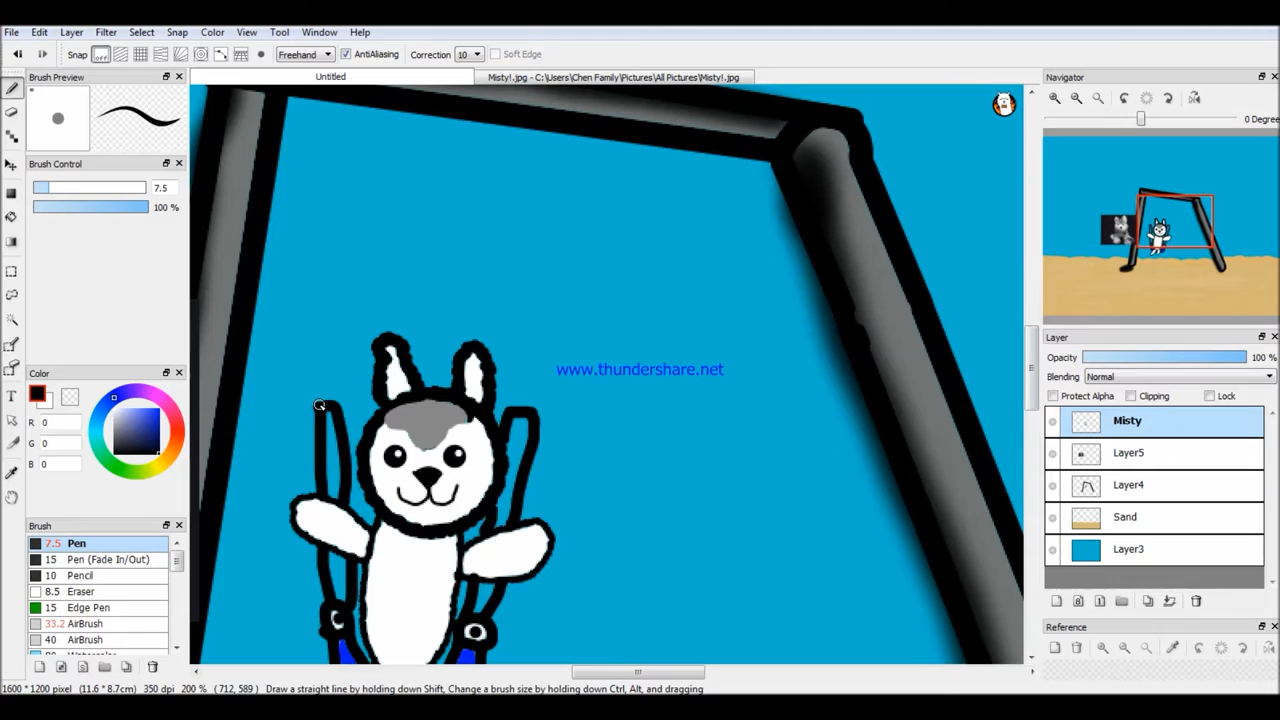 File Edit Layer Filter Select Snap Color View Tool Window Help
Snap off Freehand AntiAliasing Correction 10 Soft Edge
Brush Preview
Untitled
Misty!.jpg - C:\Users\Chen Family\Pictures\All Pictures\Misty!.jpg
Navigator
0 Degree
Brush Control
7.5
100 %
www.thundershare.net
Color
R 0
G 0
B 0
Layer
Opacity 100 %
Blending Normal
Protect Alpha Clipping Lock
Misty
Layer5
Layer4
Sand
Layer3
Reference
Brush
7.5 Pen
15 Pen (Fade In/Out)
10 Pencil
8.5 Eraser
15 Edge Pen
33.2 AirBrush
40 AirBrush
1600 * 1200 pixel (11.6 * 8.7cm) 350 dpi 200 % ( 712, 589 ) Draw a straight line by holding down Shift, Change a brush size by holding down Ctrl, Alt, and dragging